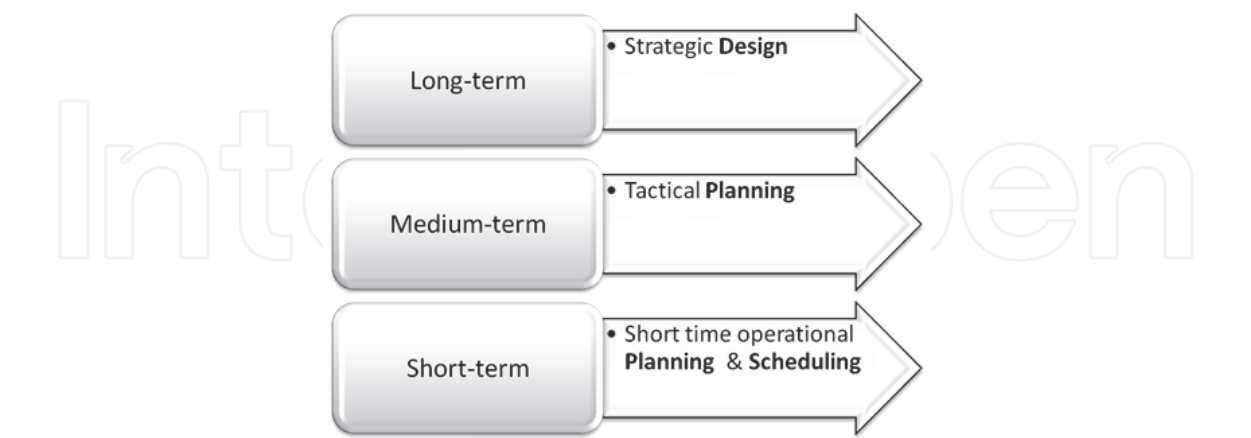 Long-term
• Strategic Design
Medium-term
• Tactical Planning
Short-term
• Short time operational
Planning & Scheduling